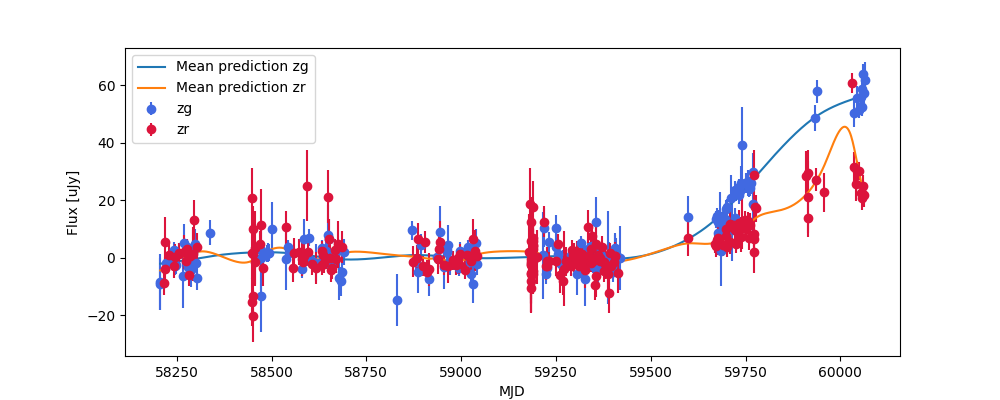 Mean prediction zg
Mean prediction zr
zg
zr
Flux [uJy]
60
40
20
0
−20
58250 58500 58750 59000 59250 59500 59750 60000
MJD